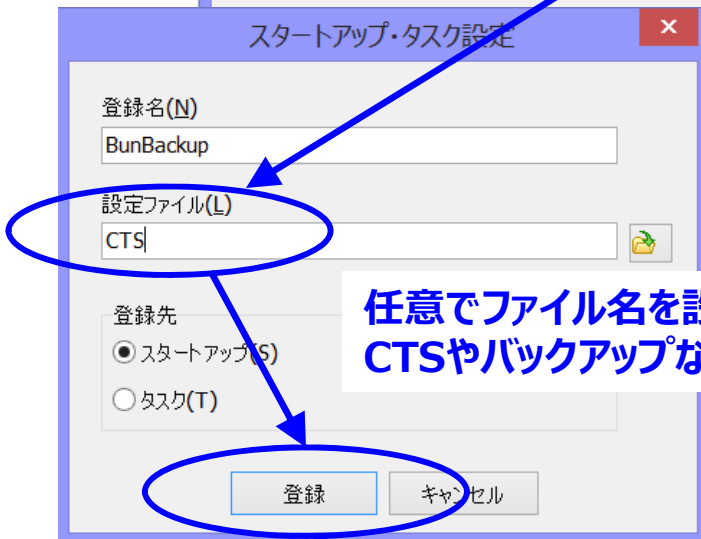 スタートアップ・タスク設定
登録名(N)
BunBackup
設定ファイル(L)
CTS
任意でファイル名を設
CTSやバックアップな
登録先
スタートアップ(S)
タスク(T)
登録
キャンセル